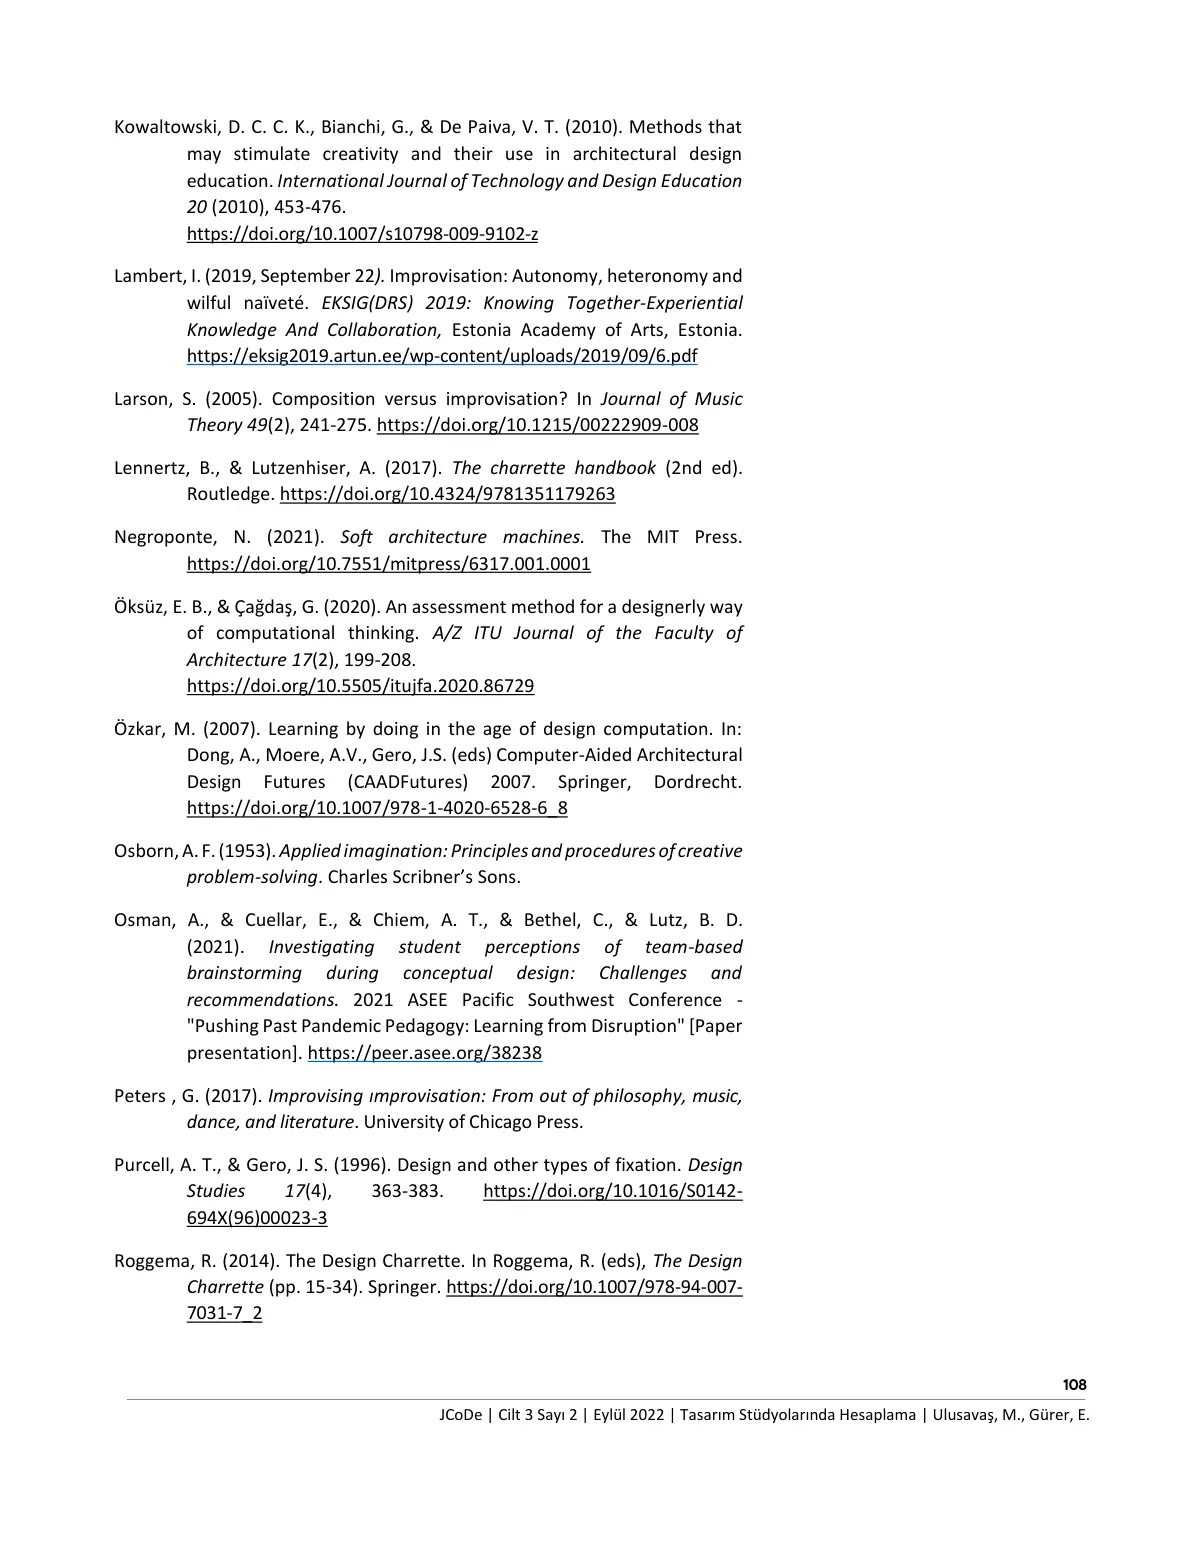 Kowaltowski, D. C. C. K., Bianchi, G., & De Paiva, V. T. (2010). Methods that
may stimulate creativity and their use in architectural design
education. International Journal of Technology and Design Education
20 (2010), 453-476.
https://doi.org/10.1007/s10798-009-9102-z
Lambert, I. (2019, September 22). Improvisation: Autonomy, heteronomy and
wilful naïveté. EKSIG(DRS) 2019: Knowing Together-Experiential
Knowledge And Collaboration, Estonia Academy of Arts, Estonia.
https://eksig2019.artun.ee/wp-content/uploads/2019/09/6.pdf
Larson, S. (2005). Composition versus improvisation? In Journal of Music
Theory 49(2), 241-275. https://doi.org/10.1215/00222909-008
Lennertz, B., & Lutzenhiser, A. (2017). The charrette handbook (2nd ed).
Routledge. https://doi.org/10.4324/9781351179263
Negroponte, N. (2021). Soft architecture machines. The MIT Press.
https://doi.org/10.7551/mitpress/6317.001.0001
Öksüz, E. B., & Çağdaş, G. (2020). An assessment method for a designerly way
of computational thinking. A/Z ITU Journal of the Faculty of
Architecture 17(2), 199-208.
https://doi.org/10.5505/itujfa.2020.86729
Özkar, M. (2007). Learning by doing in the age of design computation. In:
Dong, A., Moere, A.V., Gero, J.S. (eds) Computer-Aided Architectural
Design Futures (CAADFutures) 2007. Springer, Dordrecht.
https://doi.org/10.1007/978-1-4020-6528-6_8
Osborn, A. F. (1953). Applied imagination: Principles and procedures of creative
problem-solving. Charles Scribner’s Sons.
Osman, A., & Cuellar, E., & Chiem, A. T., & Bethel, C., & Lutz, B. D.
(2021). Investigating student perceptions of team-based
brainstorming during conceptual design: Challenges and
recommendations. 2021 ASEE Pacific Southwest Conference -
"Pushing Past Pandemic Pedagogy: Learning from Disruption" [Paper
presentation]. https://peer.asee.org/38238
Peters , G. (2017). Improvising ımprovisation: From out of philosophy, music,
dance, and literature. University of Chicago Press.
Purcell, A. T., & Gero, J. S. (1996). Design and other types of fixation. Design
Studies 17(4), 363-383. https://doi.org/10.1016/S0142-
694X(96)00023-3
Roggema, R. (2014). The Design Charrette. In Roggema, R. (eds), The Design
Charrette (pp. 15-34). Springer. https://doi.org/10.1007/978-94-007-
7031-7_2
108
JCoDe | Cilt 3 Sayı 2 | Eylül 2022 | Tasarım Stüdyolarında Hesaplama | Ulusavaş, M., Gürer, E.